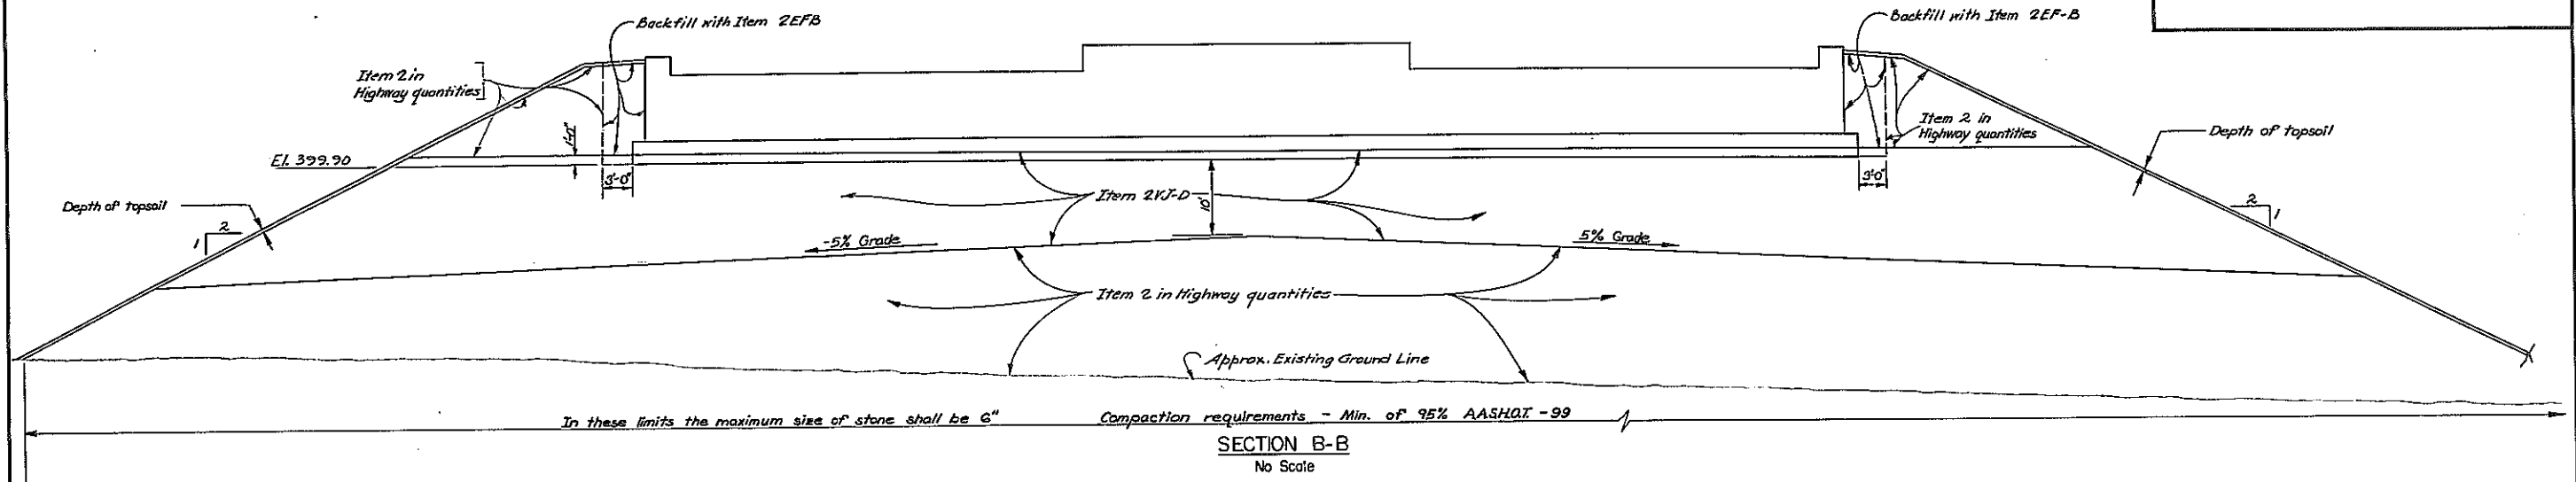 Backfill with Item 2EFB
Backfill with Item 2EF-B
Item 2 in
Highway quantities
Item 2 in
Highway quantities
Depth of topsoil
El. 399.90
1'-0"
3'-0"
3'-0"
Item 2VJ-D
10'
Depth of topsoil
2
1
2
1
-5% Grade
5% Grade
Item 2 in Highway quantities
Approx. Existing Ground Line
In these limits the maximum size of stone shall be 6" Compaction requirements - Min. of 95% A.A.S.H.O.T. -99
SECTION B-B
No Scale